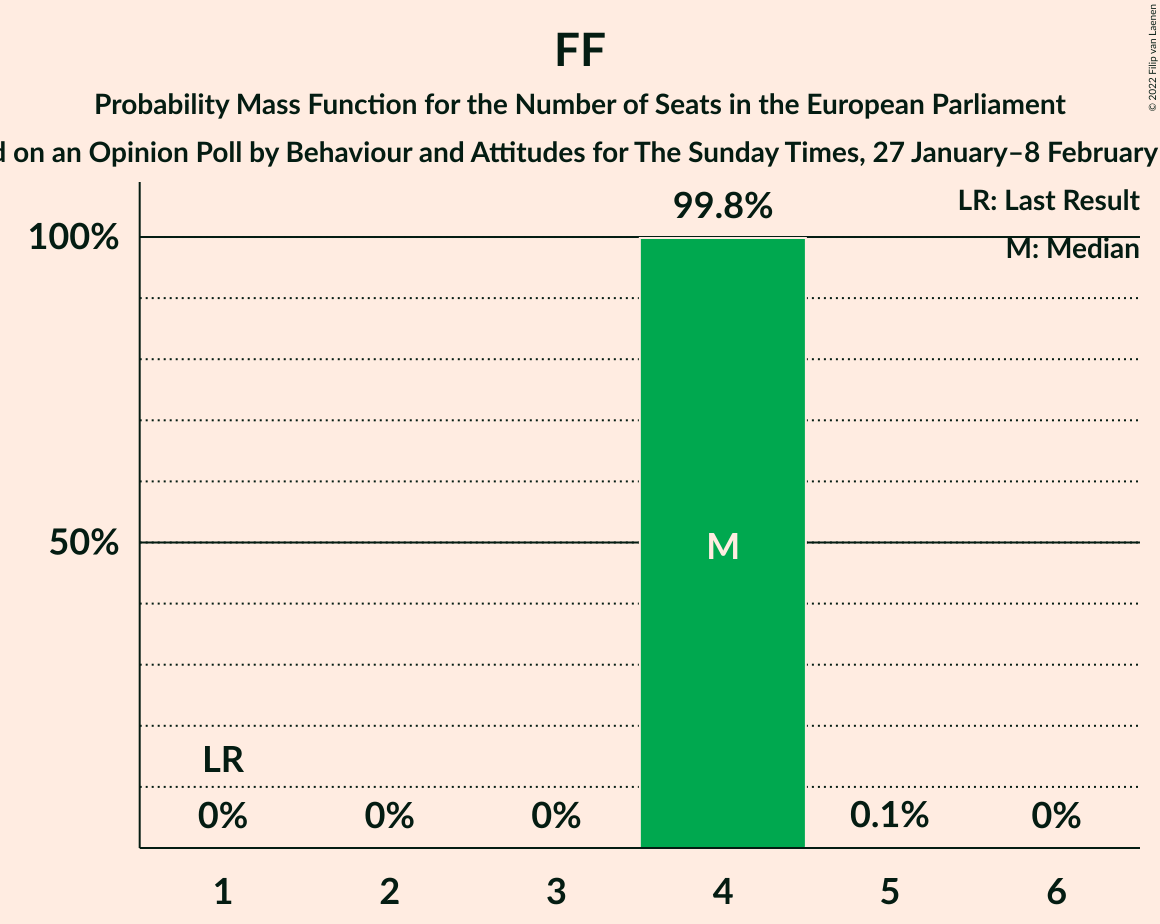 FF
Probability Mass Function for the Number of Seats in the European Parliament
on an Opinion Poll by Behaviour and Attitudes for The Sunday Times, 27 January–8 February
© 2022 Filip van Laenen
LR: Last Result
M: Median
99.8%
100%
50%
M
LR
0%
0%
0%
0.1%
0%
1
2
3
4
5
6